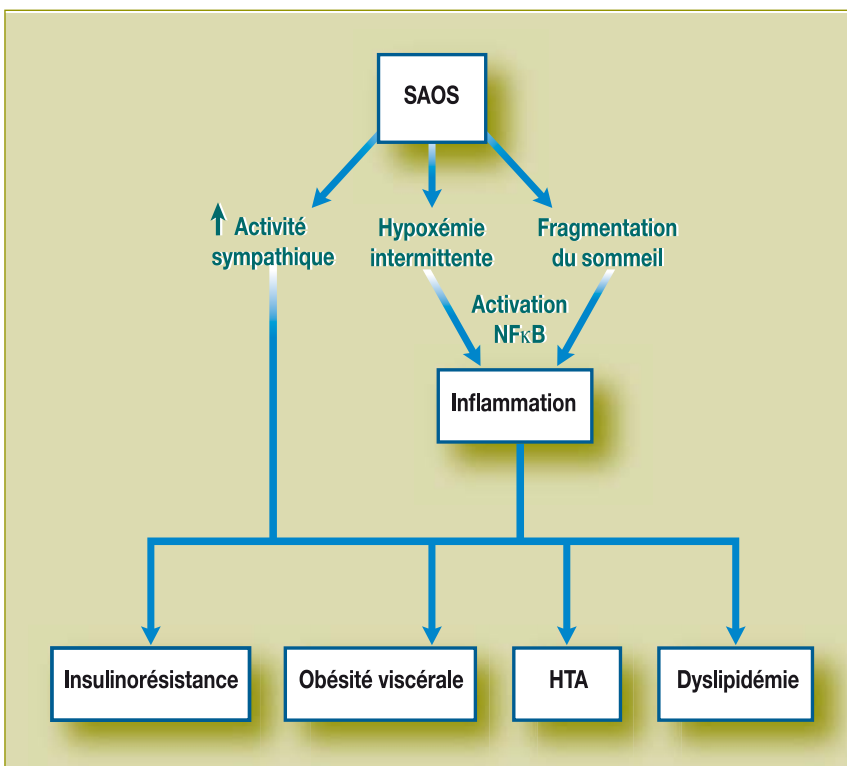 SAOS
Activité
sympathique
Hypoxémie
intermittente
Fragmentation
du sommeil
Activation
NFκB
Inflammation
Insulinorésistance
Obésité viscérale
HTA
Dyslipidémie